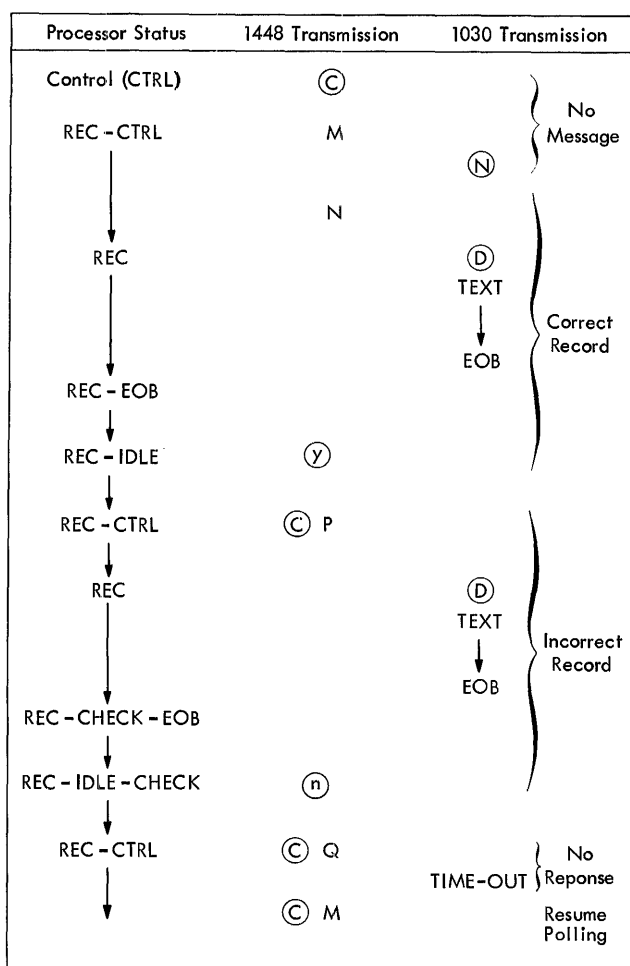 Processor Status 1448 Transmission 1030 Transmission
Control (CTRL) Ⓒ
No
REC-CTRL M Message
Ⓝ
N
REC Ⓓ
TEXT
Correct
Record
EOB
REC-EOB
REC-IDLE ⓨ
REC-CTRL Ⓒ P
REC Ⓓ
TEXT
Incorrect
Record
EOB
REC-CHECK-EOB
REC-IDLE-CHECK ⓝ
REC-CTRL Ⓒ Q No
TIME-OUT Reponse
Ⓒ M Resume
Polling